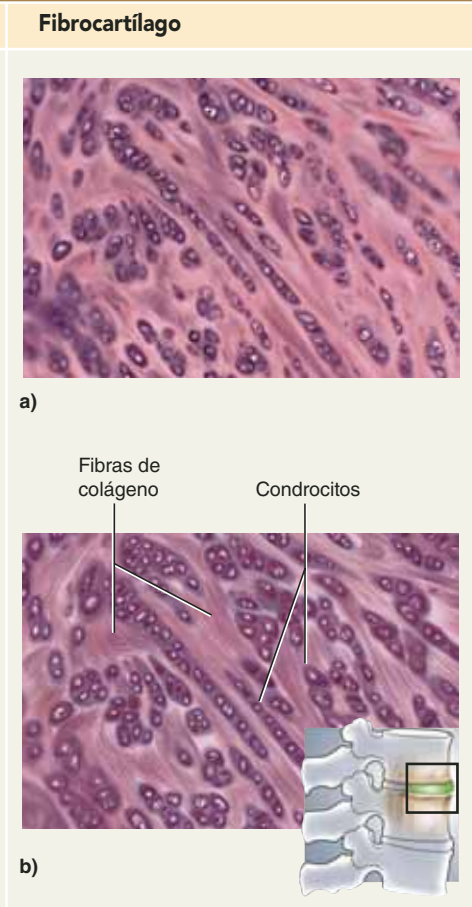 Fibrocartílago
a)
Fibras de
colágeno
Condrocitos
b)